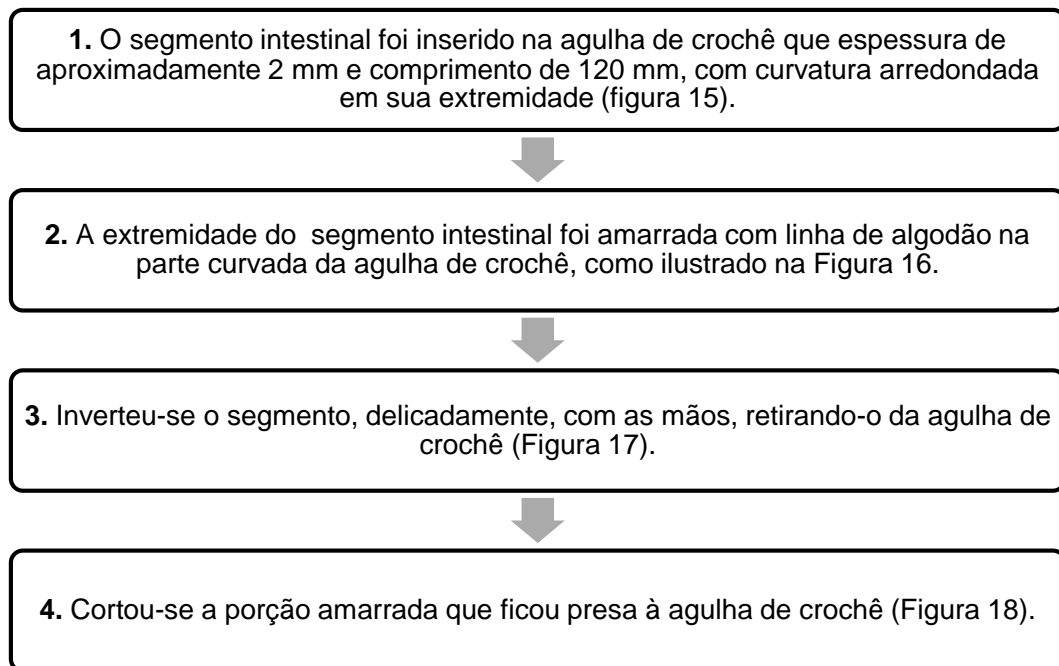 1. O segmento intestinal foi inserido na agulha de crochê que espessura de
aproximadamente 2 mm e comprimento de 120 mm, com curvatura arredondada
em sua extremidade (figura 15).
2. A extremidade do  segmento intestinal foi amarrada com linha de algodão na
parte curvada da agulha de crochê, como ilustrado na Figura 16.
3. Inverteu-se o segmento, delicadamente, com as mãos, retirando-o da agulha de
crochê (Figura 17).
4. Cortou-se a porção amarrada que ficou presa à agulha de crochê (Figura 18).